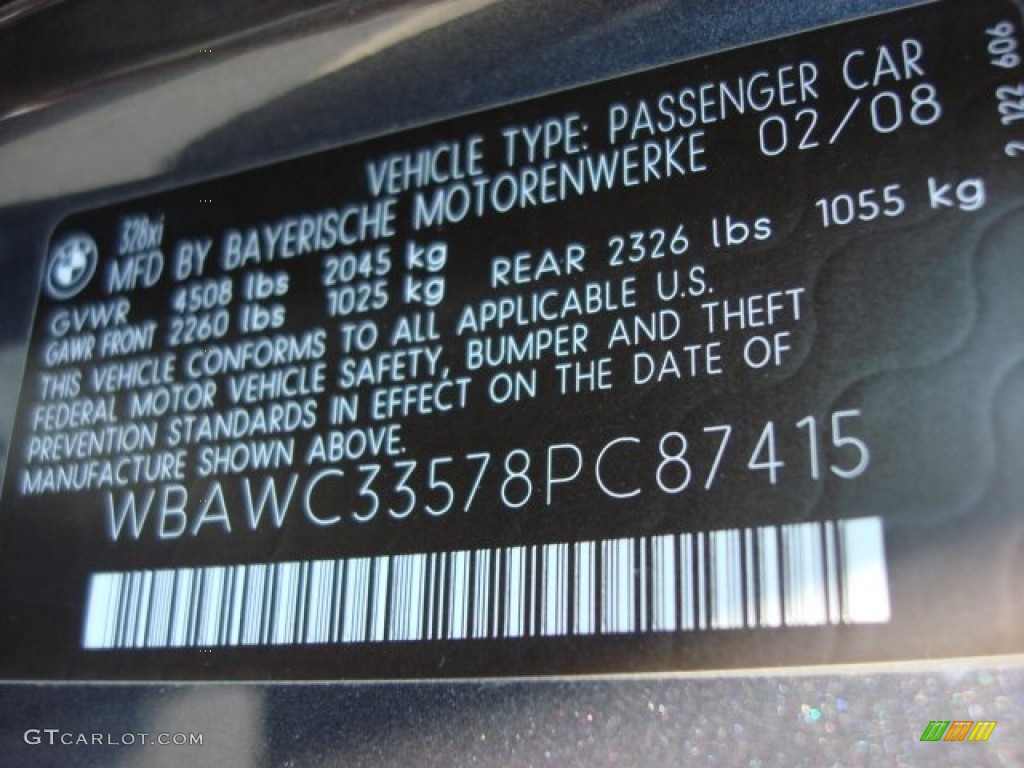 VEHICLE TYPE: PASSENGER CAR
328xi
MFD BY BAYERISCHE MOTORENWERKE 02/08
GVWR 4508 lbs 2045 kg
GAWR FRONT 2260 lbs 1025 kg REAR 2326 lbs 1055 kg
THIS VEHICLE CONFORMS TO ALL APPLICABLE U.S.
FEDERAL MOTOR VEHICLE SAFETY, BUMPER AND THEFT
PREVENTION STANDARDS IN EFFECT ON THE DATE OF
MANUFACTURE SHOWN ABOVE.
WBAWC33578PC87415
2 122 606
GTCARLOT.COM